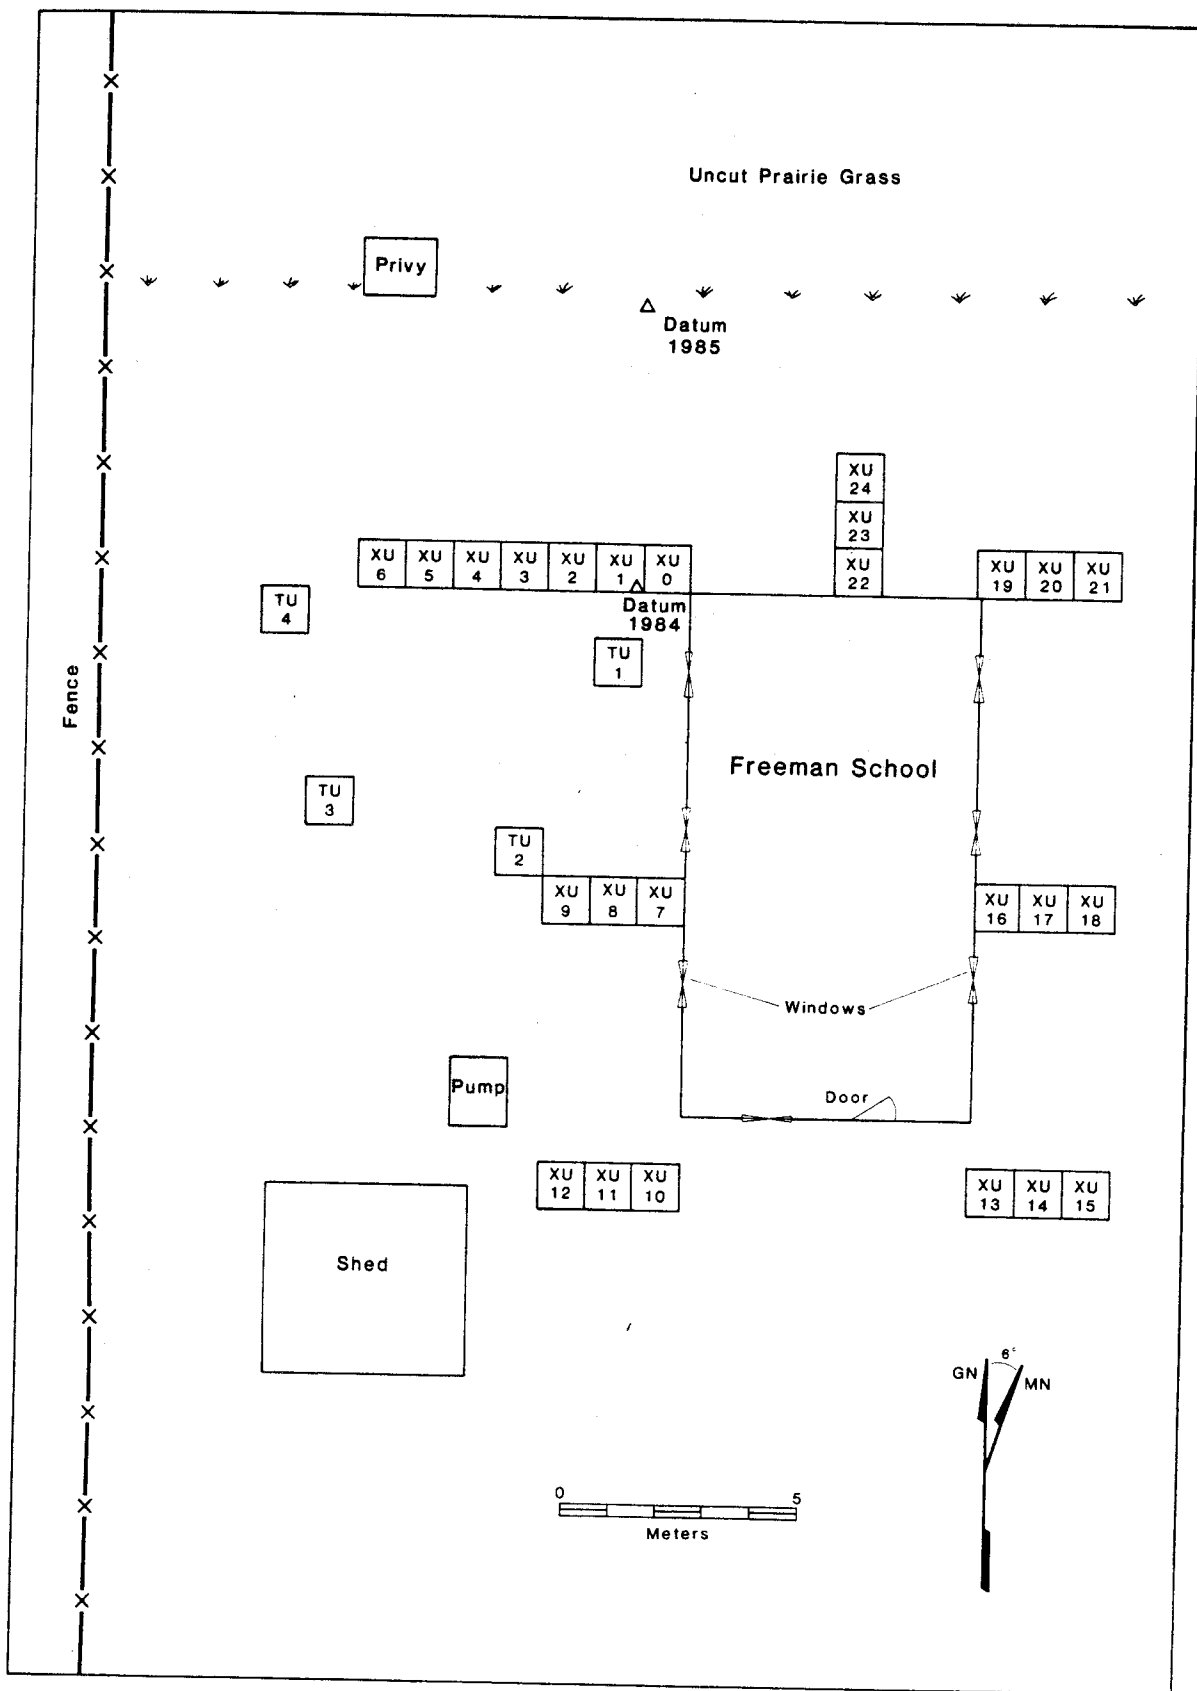 Uncut Prairie Grass
Privy
Datum
1985
XU
24
XU
23
XU
22
XU
6
XU
5
XU
4
XU
3
XU
2
XU
1
XU
0
XU
19
XU
20
XU
21
TU
4
Datum
1984
TU
1
Fence
Freeman School
TU
3
TU
2
XU
9
XU
8
XU
7
XU
16
XU
17
XU
18
Windows
Pump
Door
XU
12
XU
11
XU
10
XU
13
XU
14
XU
15
Shed
6°
GN
MN
0
5
Meters